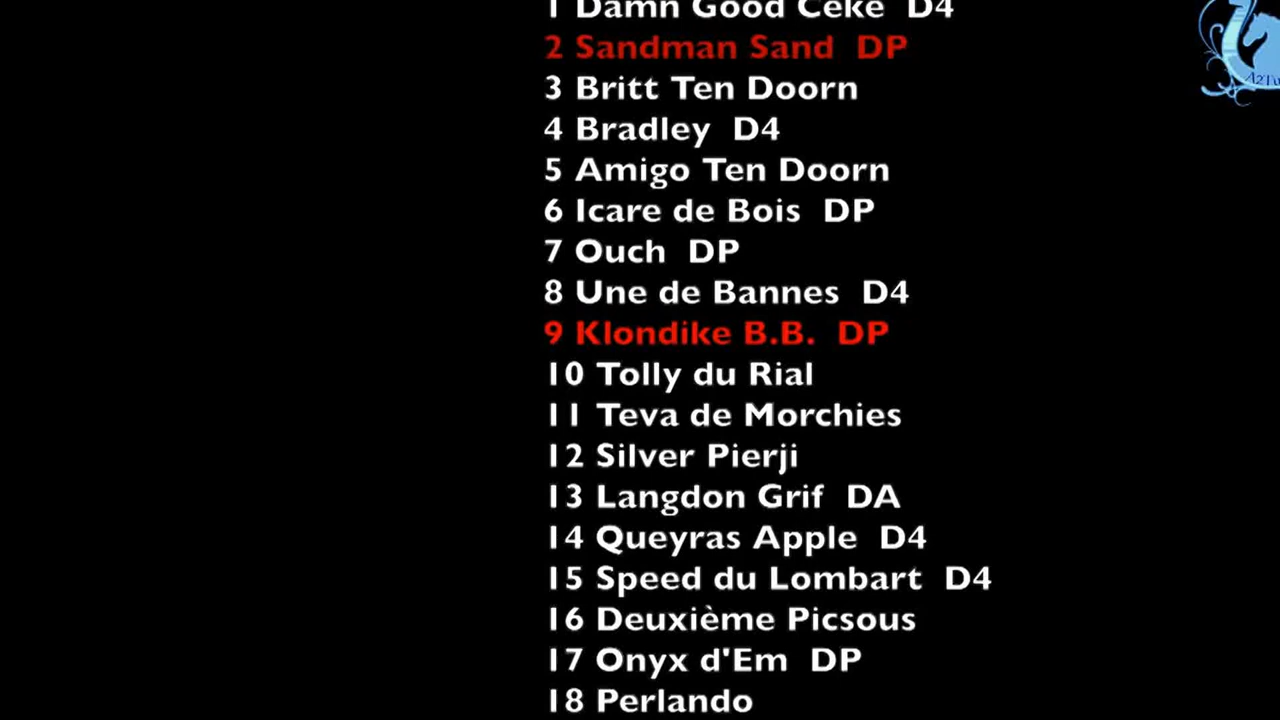 1 Damn Good Ceke D4
2 Sandman Sand DP
3 Britt Ten Doorn
4 Bradley D4
5 Amigo Ten Doorn
6 Icare de Bois DP
7 Ouch DP
8 Une de Bannes D4
9 Klondike B.B. DP
10 Tolly du Rial
11 Teva de Morchies
12 Silver Pierji
13 Langdon Grif DA
14 Queyras Apple D4
15 Speed du Lombart D4
16 Deuxième Picsous
17 Onyx d'Em DP
18 Perlando